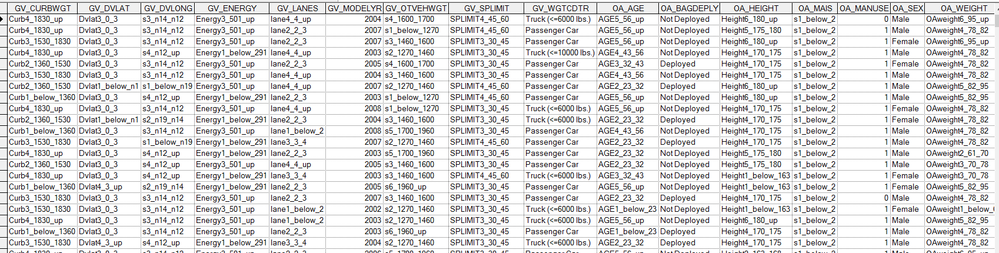 GV_CURBWGT GV_DVLAT GV_DVLONG GV_ENERGY GV_LANES GV_MODELYR GV_OTVEHWGT GV_SPLIMIT GV_WGTCDTR OA_AGE OA_BAGDEPLY OA_HEIGHT OA_MAIS OA_MANUSE OA_SEX OA_WEIGHT
Curb4_1830_up Dvlat3_0_3 s3_n14_n12 Energy3_501_up lane4_4_up 2004 s4_1600_1700 SPLIMIT4_45_60 Truck (<=6000 lbs.) AGE5_56_up Not Deployed Height6_180_up s1_below_2 0 Male OAweight6_95_up
Curb4_1830_up Dvlat3_0_3 s3_n14_n12 Energy3_501_up lane2_2_3 2007 s1_below_1270 SPLIMIT4_45_60 Passenger Car AGE5_56_up Not Deployed Height5_175_180 s1_below_2 1 Male OAweight4_78_82
Curb3_1530_1830 Dvlat3_0_3 s3_n14_n12 Energy3_501_up lane2_2_3 2007 s3_1460_1600 SPLIMIT3_30_45 Passenger Car AGE5_56_up Not Deployed Height6_180_up s1_below_2 1 Female OAweight6_95_up
Curb4_1830_up Dvlat3_0_3 s4_n12_up Energy1_below_291 lane4_4_up 2003 s2_1270_1460 SPLIMIT4_45_60 Truck (<=10000 lbs.) AGE4_43_56 Not Deployed Height4_170_175 s1_below_2 1 Male OAweight4_78_82
Curb2_1360_1530 Dvlat3_0_3 s3_n14_n12 Energy3_501_up lane2_2_3 2005 s4_1600_1700 SPLIMIT3_30_45 Passenger Car AGE3_32_43 Deployed Height4_170_175 s1_below_2 1 Female OAweight4_78_82
Curb3_1530_1830 Dvlat3_0_3 s3_n14_n12 Energy3_501_up lane4_4_up 2004 s3_1460_1600 SPLIMIT3_30_45 Passenger Car AGE4_43_56 Not Deployed Height4_170_175 s1_below_2 1 Male OAweight4_78_82
Curb2_1360_1530 Dvlat1_below_n1 s1_below_n19 Energy3_501_up lane4_4_up 2007 s2_1270_1460 SPLIMIT4_45_60 Passenger Car AGE2_23_32 Deployed Height6_180_up s1_below_2 1 Male OAweight5_82_95
Curb1_below_1360 Dvlat3_0_3 s4_n12_up Energy1_below_291 lane2_2_3 2003 s1_below_1270 SPLIMIT4_45_60 Passenger Car AGE5_56_up Not Deployed Height6_180_up s1_below_2 1 Male OAweight5_82_95
Curb4_1830_up Dvlat3_0_3 s3_n14_n12 Energy3_501_up lane4_4_up 2008 s1_below_1270 SPLIMIT3_30_45 Truck (<=6000 lbs.) AGE5_56_up Not Deployed Height4_170_175 s1_below_2 1 Female OAweight4_78_82
Curb2_1360_1530 Dvlat1_below_n1 s2_n19_n14 Energy1_below_291 lane2_2_3 2004 s3_1460_1600 SPLIMIT3_30_45 Truck (<=6000 lbs.) AGE2_23_32 Deployed Height4_170_175 s1_below_2 1 Female OAweight4_78_82
Curb1_below_1360 Dvlat3_0_3 s3_n14_n12 Energy3_501_up lane1_below_2 2008 s5_1700_1960 SPLIMIT3_30_45 Passenger Car AGE4_43_56 Not Deployed Height4_170_175 s1_below_2 1 Male OAweight4_78_82
Curb3_1530_1830 Dvlat3_0_3 s1_below_n19 Energy1_below_291 lane3_3_4 2007 s2_1270_1460 SPLIMIT4_45_60 Passenger Car AGE2_23_32 Deployed Height4_170_175 s1_below_2 1 Male OAweight4_78_82
Curb4_1830_up Dvlat3_0_3 s4_n12_up Energy1_below_291 lane2_2_3 2003 s5_1700_1960 SPLIMIT3_30_45 Passenger Car AGE2_23_32 Not Deployed Height5_175_180 s1_below_2 1 Male OAweight2_61_70
Curb2_1360_1530 Dvlat3_0_3 s4_n12_up Energy3_501_up lane4_4_up 2005 s3_1460_1600 SPLIMIT3_30_45 Passenger Car AGE2_23_32 Not Deployed Height5_175_180 s1_below_2 1 Male OAweight3_70_78
Curb4_1830_up Dvlat3_0_3 s4_n12_up Energy1_below_291 lane3_3_4 2003 s3_1460_1600 SPLIMIT4_45_60 Truck (<=6000 lbs.) AGE3_32_43 Not Deployed Height1_below_163 s1_below_2 1 Female OAweight3_70_78
Curb1_below_1360 Dvlat4_3_up s2_n19_n14 Energy1_below_291 lane2_2_3 2005 s6_1960_up SPLIMIT3_30_45 Passenger Car AGE5_56_up Not Deployed Height1_below_163 s1_below_2 1 Female OAweight5_82_95
Curb3_1530_1830 Dvlat3_0_3 s3_n14_n12 Energy3_501_up lane2_2_3 2007 s3_1460_1600 SPLIMIT3_30_45 Passenger Car AGE2_23_32 Deployed Height4_170_175 s1_below_2 0 Male OAweight4_78_82
Curb3_1530_1830 Dvlat3_0_3 s3_n14_n12 Energy3_501_up lane1_below_2 2002 s2_1270_1460 SPLIMIT3_30_45 Truck (<=6000 lbs.) AGE1_below_23 Not Deployed Height1_below_163 s1_below_2 1 Female OAweight1_below_
Curb4_1830_up Dvlat3_0_3 s3_n14_n12 Energy3_501_up lane1_below_2 2003 s2_1270_1460 SPLIMIT3_30_45 Truck (<=6000 lbs.) AGE5_56_up Not Deployed Height6_180_up s1_below_2 1 Male OAweight5_82_95
Curb1_below_1360 Dvlat3_0_3 s3_n14_n12 Energy3_501_up lane2_2_3 2003 s6_1960_up SPLIMIT3_30_45 Passenger Car AGE1_below_23 Deployed Height4_170_175 s1_below_2 1 Male OAweight4_78_82
Curb3_1530_1830 Dvlat4_3_up s4_n12_up Energy1_below_291 lane3_3_4 2004 s2_1270_1460 SPLIMIT3_30_45 Truck (<=6000 lbs.) AGE2_23_32 Deployed Height4_170_175 s1_below_2 1 Male OAweight4_78_82